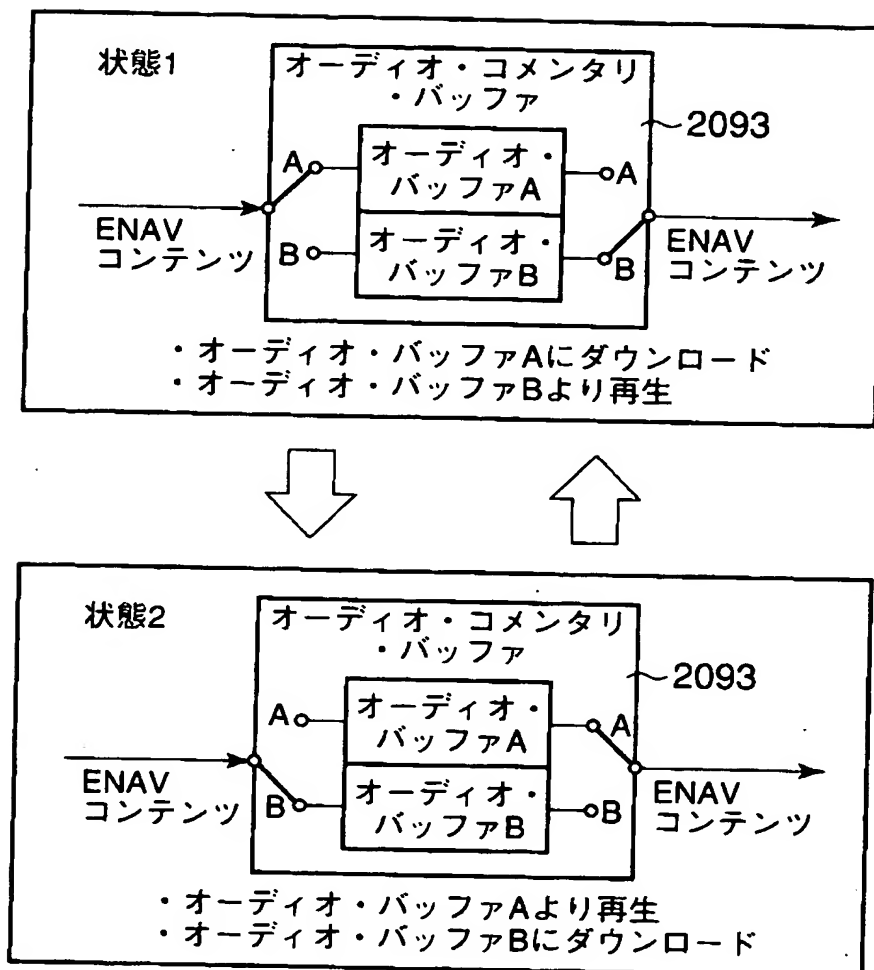 状態1
オーディオ・コメンタリ
・バッファ
2093
A
オーディオ・
バッファA
A
B
オーディオ・
バッファB
B
ENAV
コンテンツ
ENAV
コンテンツ
・オーディオ・バッファAにダウンロード
・オーディオ・バッファBより再生
状態2
オーディオ・コメンタリ
・バッファ
2093
A
オーディオ・
バッファA
A
B
オーディオ・
バッファB
B
ENAV
コンテンツ
ENAV
コンテンツ
・オーディオ・バッファAより再生
・オーディオ・バッファBにダウンロード